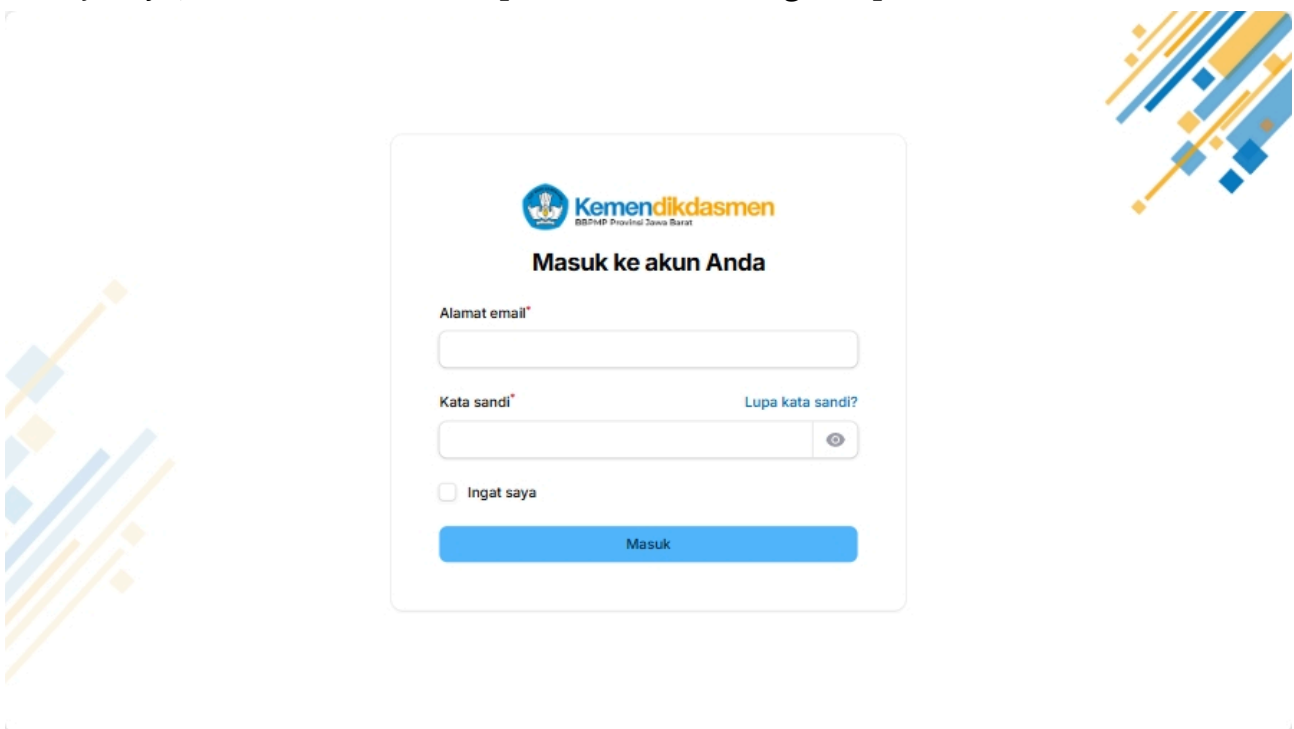 Kemendikdasmen
BBPMP Provinsi Jawa Barat
Masuk ke akun Anda
Alamat email*
Kata sandi*
Lupa kata sandi?
Ingat saya
Masuk